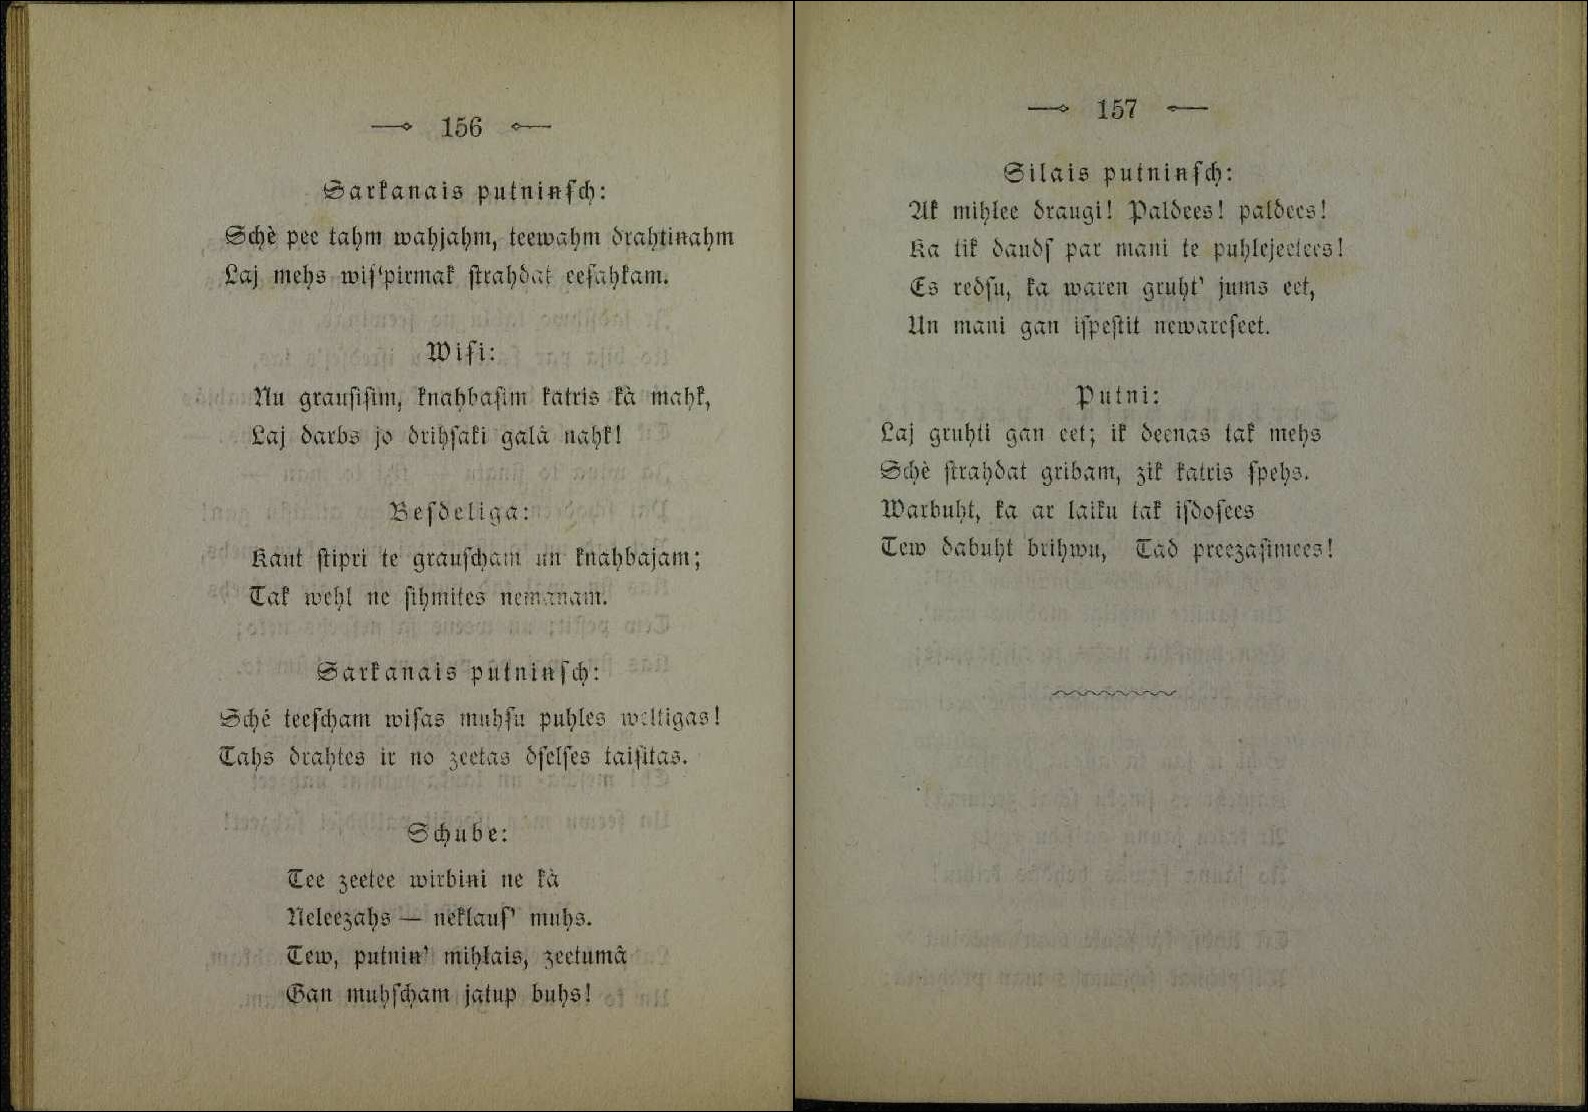 156
Sarkanais putninſch:
Schè pee tahm wahjahm, teewahm drahtinahm
Laj mehs wiſ'pirmak ſtrahdat eeſahkam.
Wiſi:
Nu grauſiſim, knahbaſim katris kà mahk,
Laj darbs jo drihſaki galâ nahk!
Beſdeliga:
Kaut ſtipri te grauſcham un knahbajam;
Tak wehl ne ſihmites nemanam.
Sarkanais putninſch:
Schê teeſcham wiſas muhſu puhles weltigas!
Tahs drahtes ir no zeetas dſelſes taiſitas.
Schube:
Tee zeetee wirbini ne kà
Neleezahs — neklauſ' muhs.
Tew, putnin' mihlais, zeetumâ
Gan muhſcham jatup buhs!
157
Silais putninſch:
Ak mihlee draugi! Paldees! paldees!
Ka tik daudſ par mani te puhlejeetees!
Es redſu, ka waren gruht' jums eet,
Un mani gan iſpeſtit newareſeet.
Putni:
Laj gruhti gan eet; ik deenas tak mehs
Schè ſtrahdat gribam, zik katris ſpehs.
Warbuht, ka ar laiku tak iſdoſees
Tew dabuht brihwu, Tad preezaſimees!